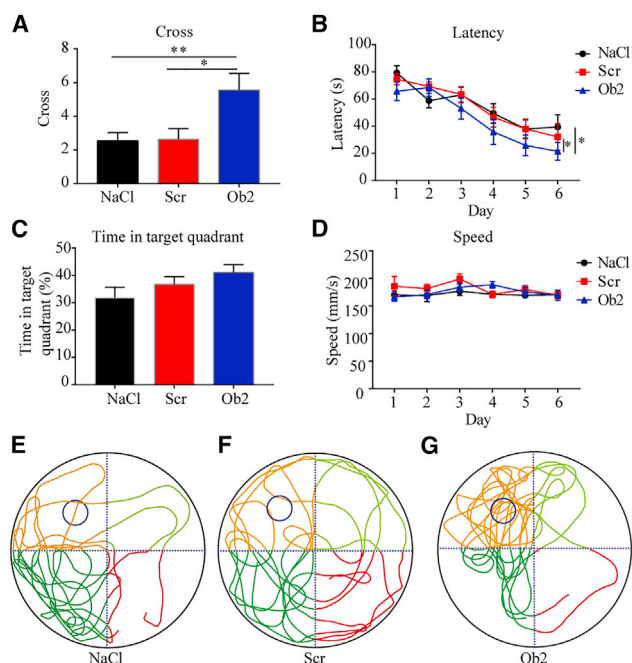 A
Cross
**
*
Cross
8
6
4
2
0
NaCl
Scr
Ob2
B
Latency
NaCl
Scr
Ob2
Latency (s)
100
80
60
40
20
0
*
*
1 2 3 4 5 6
Day
C
Time in target quadrant
Time in target
quadrant (%)
50
40
30
20
10
0
NaCl
Scr
Ob2
D
Speed
NaCl
Scr
Ob2
Speed (mm/s)
250
200
150
100
50
0
1 2 3 4 5 6
Day
E
F
G
NaCl
Scr
Ob2